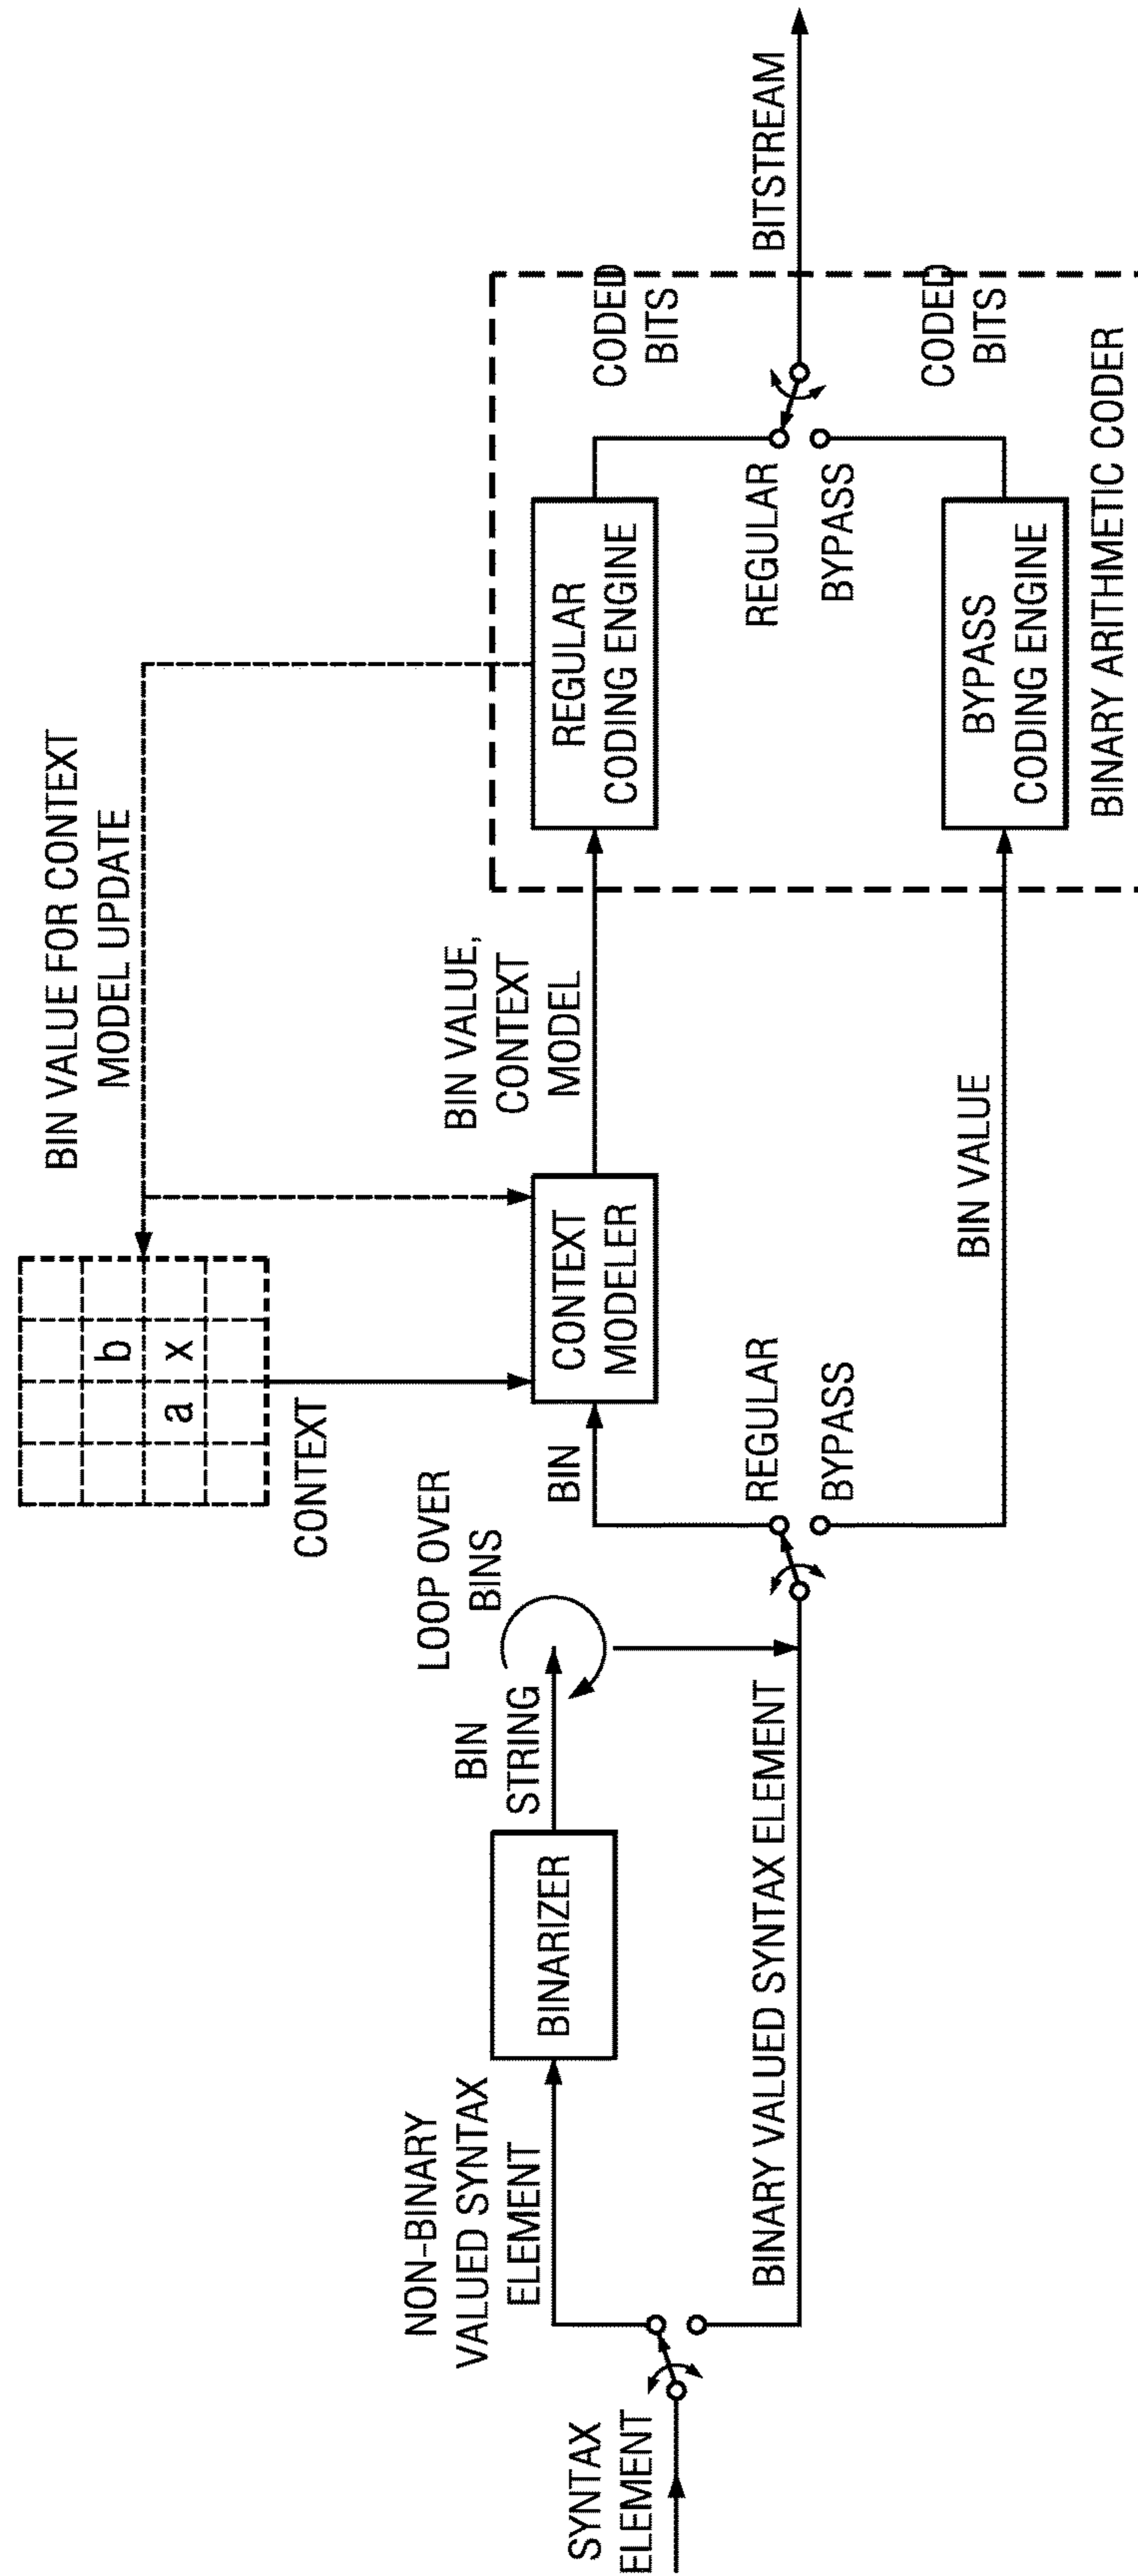 SYNTAX
ELEMENT
NON-BINARY
VALUED SYNTAX
ELEMENT
BINARIZER
BINARY VALUED SYNTAX ELEMENT
BIN
STRING
LOOP OVER
BINS
CONTEXT
a
b
x
BIN VALUE FOR CONTEXT
MODEL UPDATE
BIN
REGULAR
BYPASS
CONTEXT
MODELER
BIN VALUE,
CONTEXT
MODEL
BIN VALUE
REGULAR
CODING ENGINE
BYPASS
CODING ENGINE
REGULAR
BYPASS
CODED
BITS
CODED
BITS
BINARY ARITHMETIC CODER
BITSTREAM